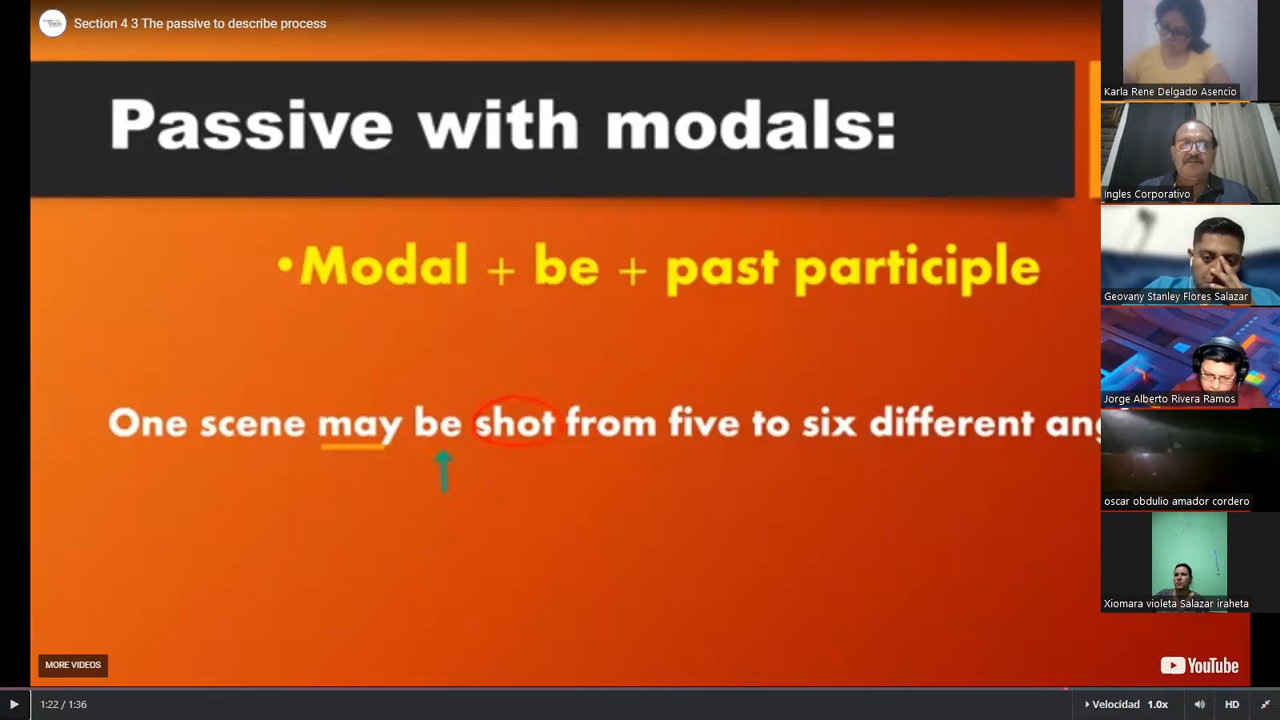 Section 4 3 The passive to describe process
Passive with modals:
•Modal + be + past participle
One scene may be shot from five to six different
MORE VIDEOS
YouTube
1:22 / 1:36
Velocidad 1.0x
HD
Karla Rene Delgado Asencio
Ingles Corporativo
Geovany Stanley Flores Salazar
Jorge Alberto Rivera Ramos
oscar obdulio amador cordero
Xiomara violeta Salazar iraheta